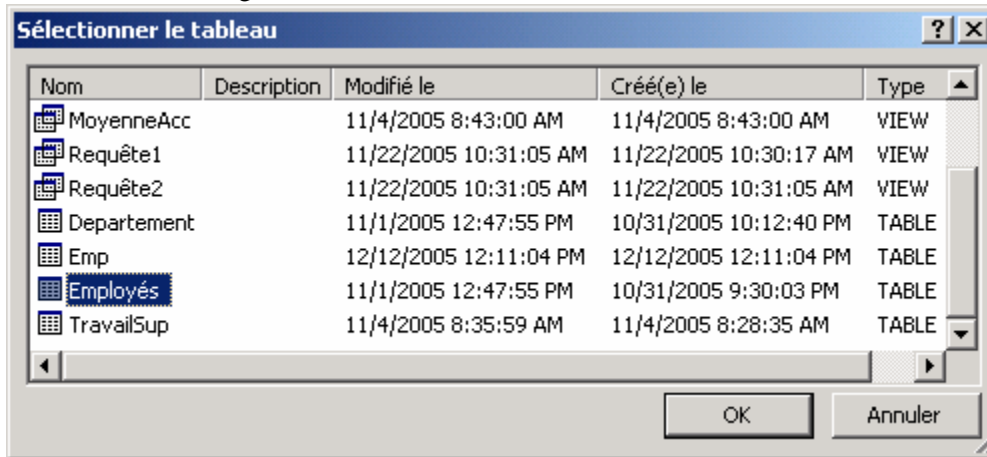 Sélectionner le tableau
Nom Description Modifié le Créé(e) le Type
MoyenneAcc 11/4/2005 8:43:00 AM 11/4/2005 8:43:00 AM VIEW
Requête1 11/22/2005 10:31:05 AM 11/22/2005 10:30:17 AM VIEW
Requête2 11/22/2005 10:31:05 AM 11/22/2005 10:31:05 AM VIEW
Departement 11/1/2005 12:47:55 PM 10/31/2005 10:12:40 PM TABLE
Emp 12/12/2005 12:11:04 PM 12/12/2005 12:11:04 PM TABLE
Employés 11/1/2005 12:47:55 PM 10/31/2005 9:30:03 PM TABLE
TravailSup 11/4/2005 8:35:59 AM 11/4/2005 8:28:35 AM TABLE
OK Annuler